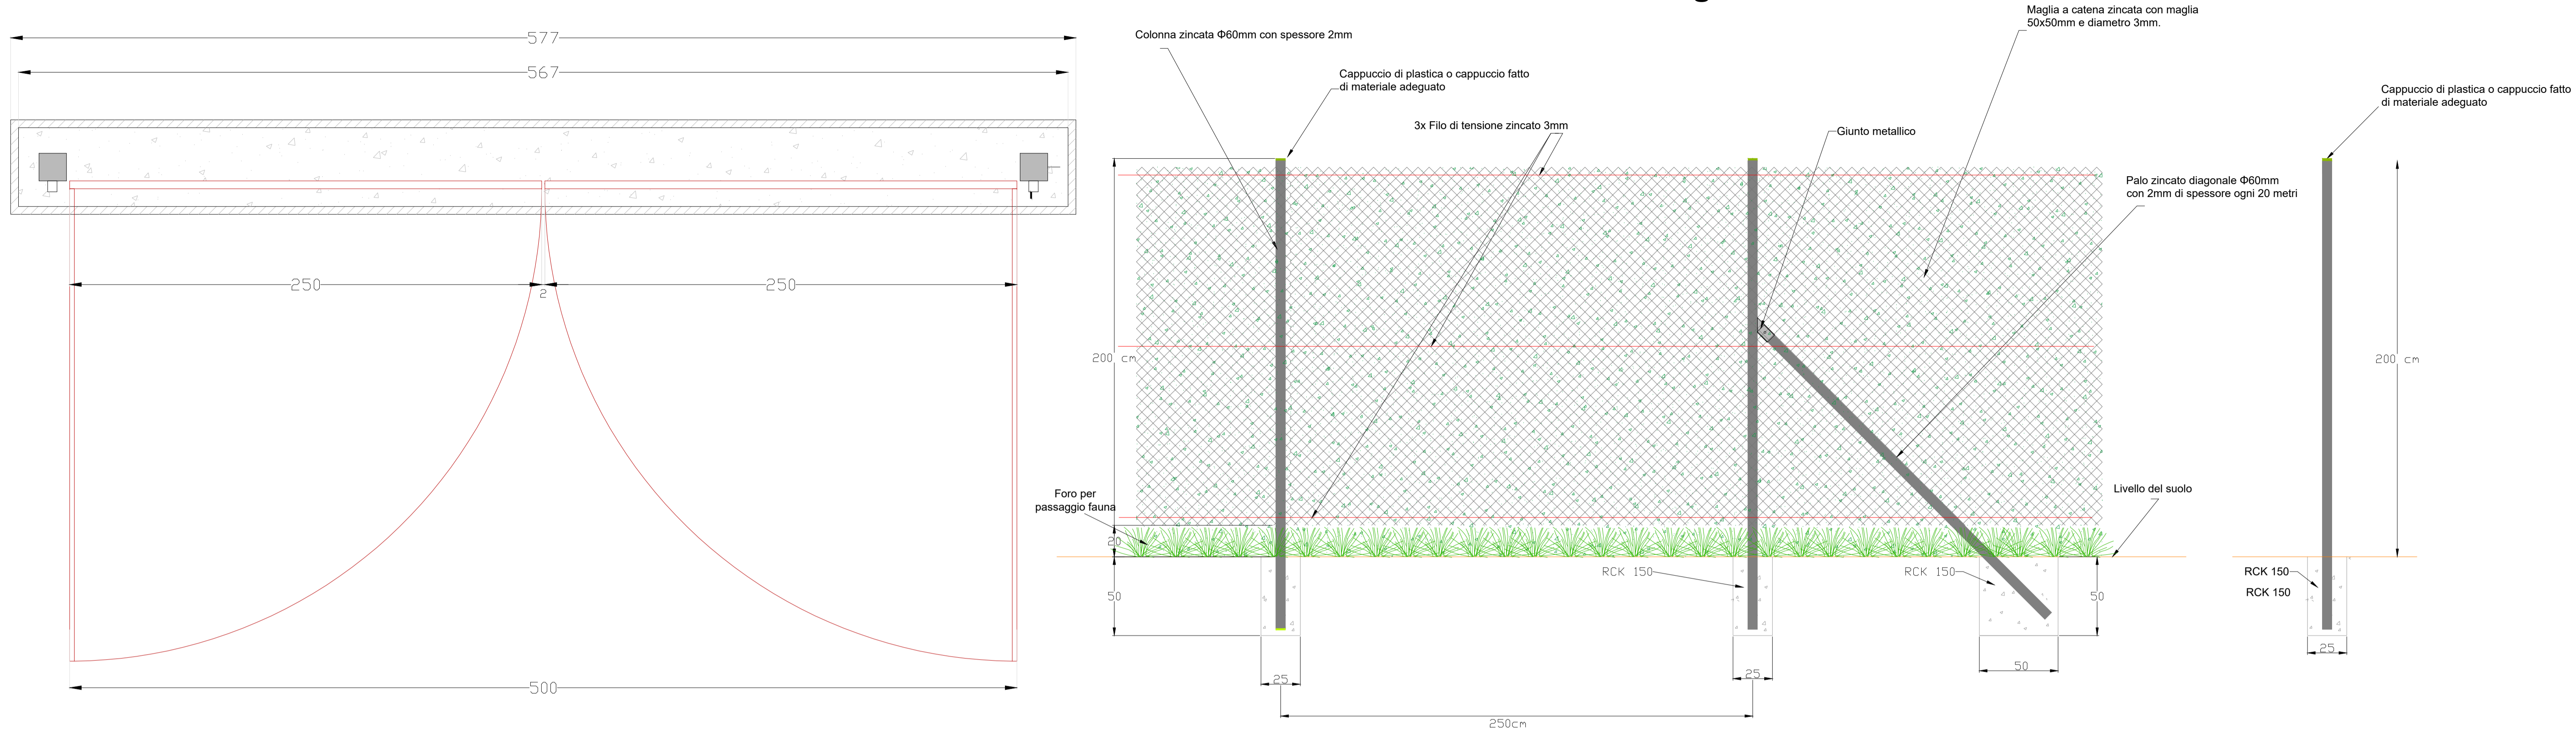 577
567
250
2
250
500
Colonna zincata Φ60mm con spessore 2mm
Cappuccio di plastica o cappuccio fatto
di materiale adeguato
3x Filo di tensione zincato 3mm
Giunto metallico
Maglia a catena zincata con maglia
50x50mm e diametro 3mm.
Palo zincato diagonale Φ60mm
con 2mm di spessore ogni 20 metri
200 cm
Foro per
passaggio fauna
20
50
Livello del suolo
RCK 150
RCK 150
50
25
25
50
250cm
Cappuccio di plastica o cappuccio fatto
di materiale adeguato
200 cm
RCK 150
RCK 150
25